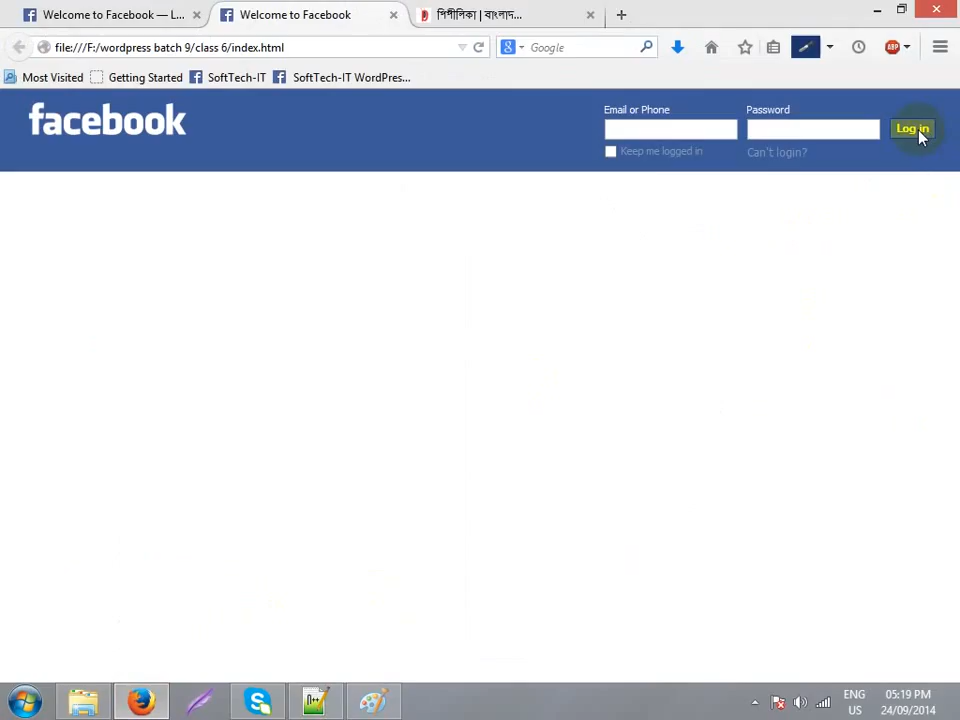 Welcome to Facebook — L...
Welcome to Facebook
পিপীলিকা | বাংলাদ...
file:///F:/wordpress batch 9/class 6/index.html
Google
ABP
Most Visited
Getting Started
SoftTech-IT
SoftTech-IT WordPres...
facebook
Email or Phone
Password
Log in
Keep me logged in
Can't login?
ENG
US
05:19 PM
24/09/2014